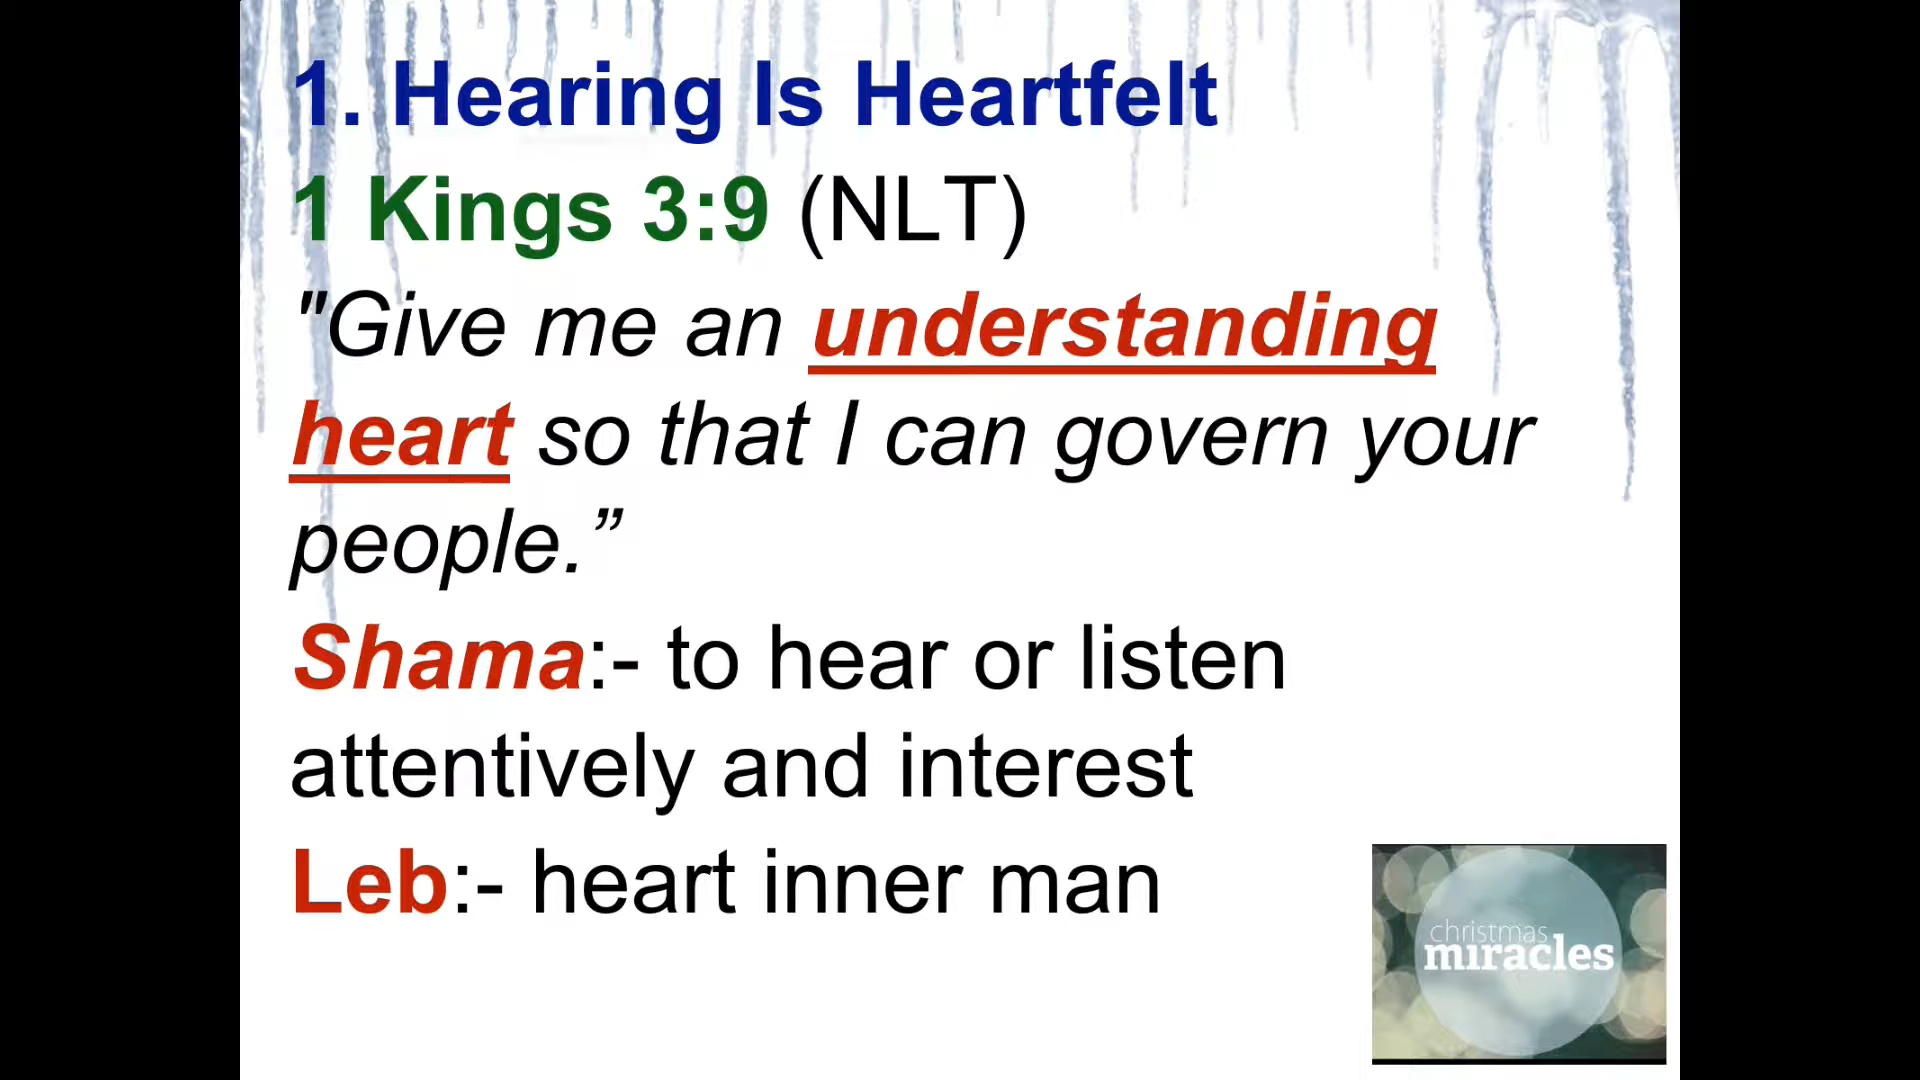 1. Hearing Is Heartfelt
1 Kings 3:9 (NLT)
"Give me an understanding
heart so that I can govern your
people.”
Shama:- to hear or listen
attentively and interest
Leb:- heart inner man
christmas
miracles